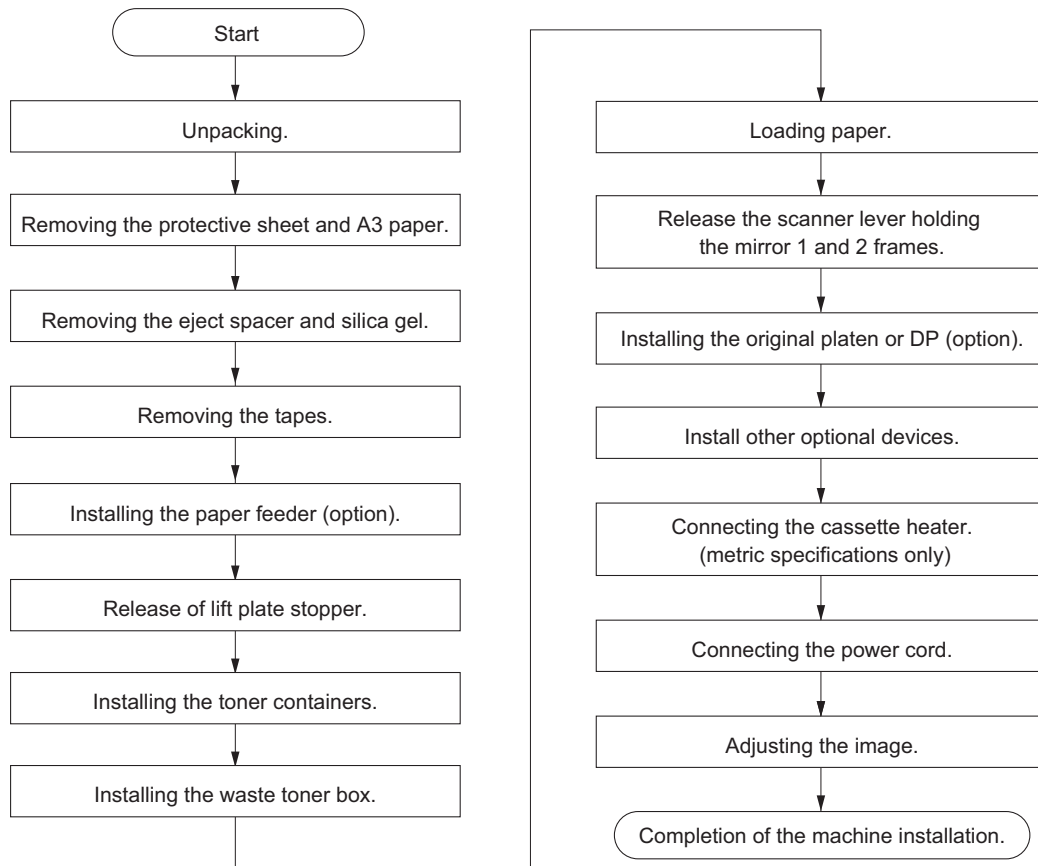 Start
Unpacking.
Removing the protective sheet and A3 paper.
Removing the eject spacer and silica gel.
Removing the tapes.
Installing the paper feeder (option).
Release of lift plate stopper.
Installing the toner containers.
Installing the waste toner box.
Loading paper.
Release the scanner lever holding
the mirror 1 and 2 frames.
Installing the original platen or DP (option).
Install other optional devices.
Connecting the cassette heater.
(metric specifications only)
Connecting the power cord.
Adjusting the image.
Completion of the machine installation.